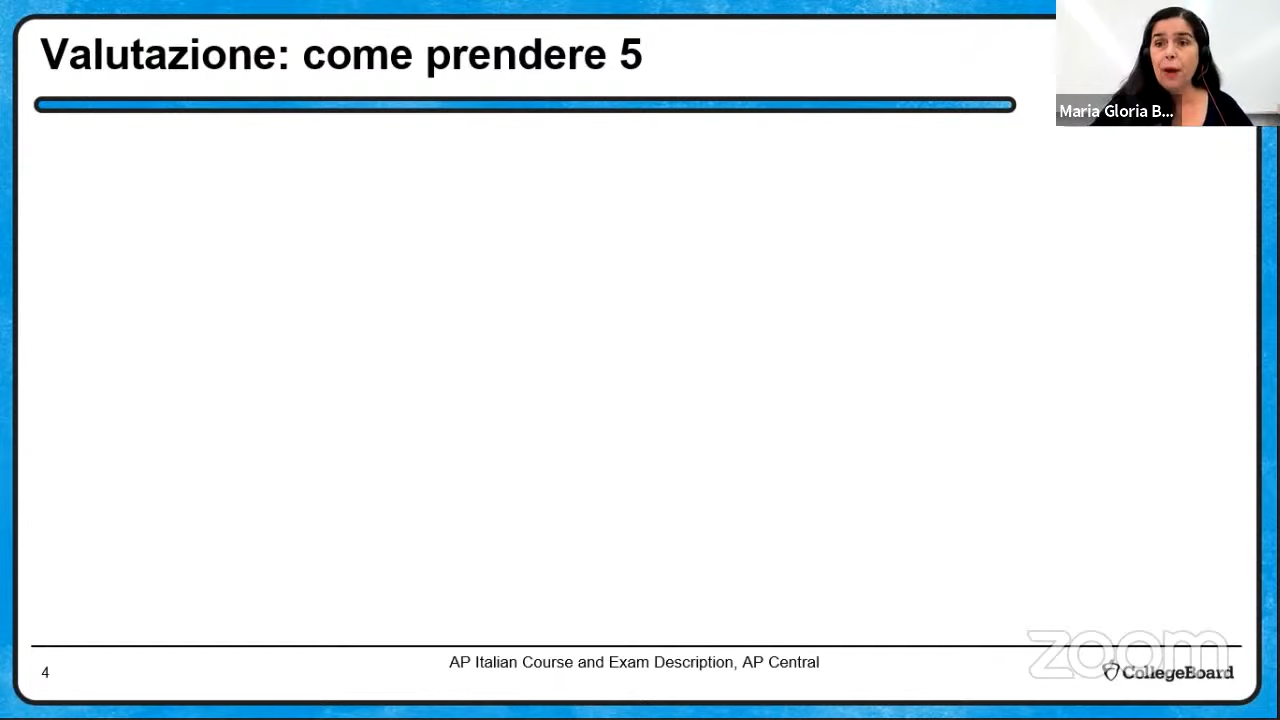 Valutazione: come prendere 5
Maria Gloria B...
AP Italian Course and Exam Description, AP Central
zoom
4
CollegeBoard